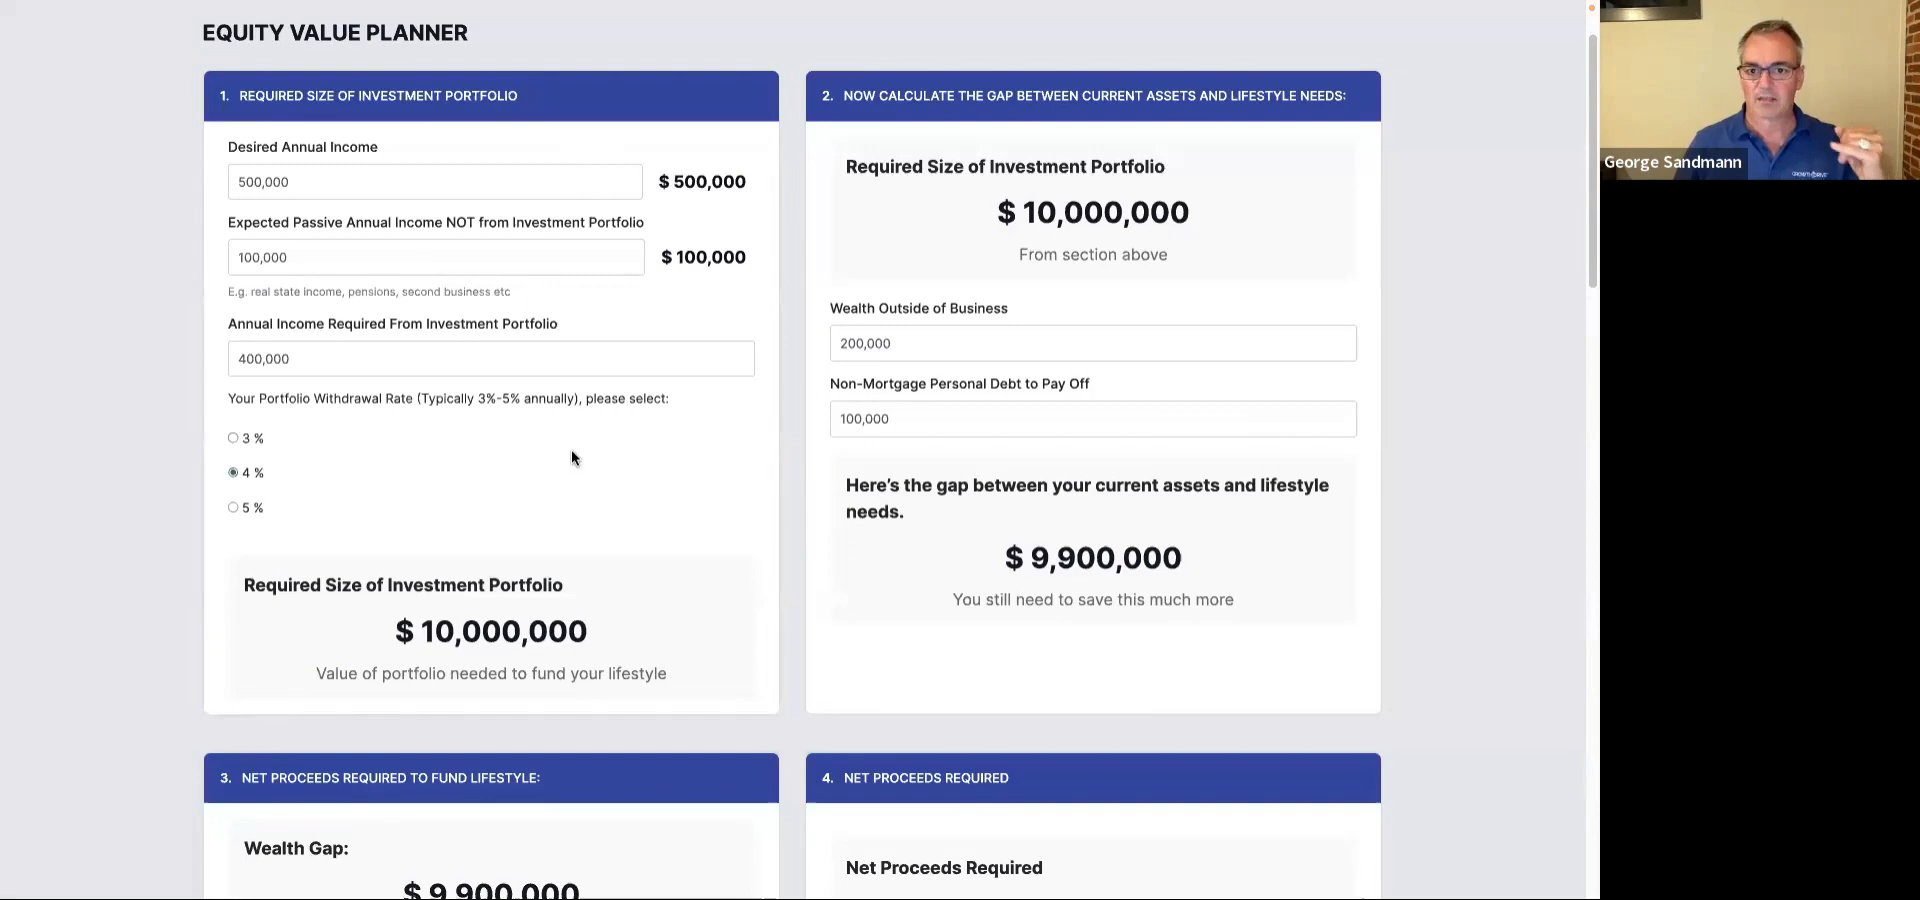 EQUITY VALUE PLANNER
1. REQUIRED SIZE OF INVESTMENT PORTFOLIO
Desired Annual Income
500,000
$ 500,000
Expected Passive Annual Income NOT from Investment Portfolio
100,000
$ 100,000
E.g. real state income, pensions, second business etc
Annual Income Required From Investment Portfolio
400,000
Your Portfolio Withdrawal Rate (Typically 3%-5% annually), please select:
3 %
4 %
5 %
Required Size of Investment Portfolio
$ 10,000,000
Value of portfolio needed to fund your lifestyle
2. NOW CALCULATE THE GAP BETWEEN CURRENT ASSETS AND LIFESTYLE NEEDS:
Required Size of Investment Portfolio
$ 10,000,000
From section above
Wealth Outside of Business
200,000
Non-Mortgage Personal Debt to Pay Off
100,000
Here's the gap between your current assets and lifestyle
needs.
$ 9,900,000
You still need to save this much more
3. NET PROCEEDS REQUIRED TO FUND LIFESTYLE:
Wealth Gap:
$ 9,900,000
4. NET PROCEEDS REQUIRED
Net Proceeds Required
George Sandmann